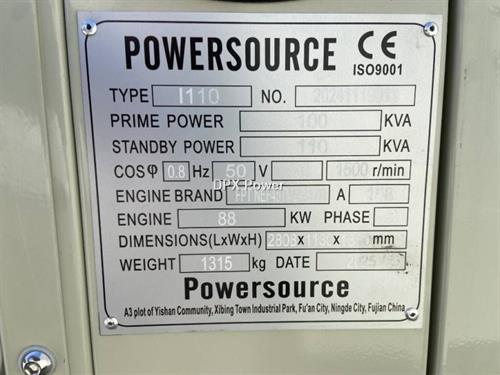 POWERSOURCE CE
ISO9001
TYPE I110 NO.
PRIME POWER 100 KVA
STANDBY POWER 110 KVA
COSφ 0.8 Hz 50 V 1500 r/min
DPX Power
ENGINE BRAND A
ENGINE 88 KW PHASE
DIMENSIONS(LxWxH) x x mm
WEIGHT 1315 kg DATE
Powersource
A3 plot of Yishan Community, Xibing Town Industrial Park, Fu'an City, Ningde City, Fujian China